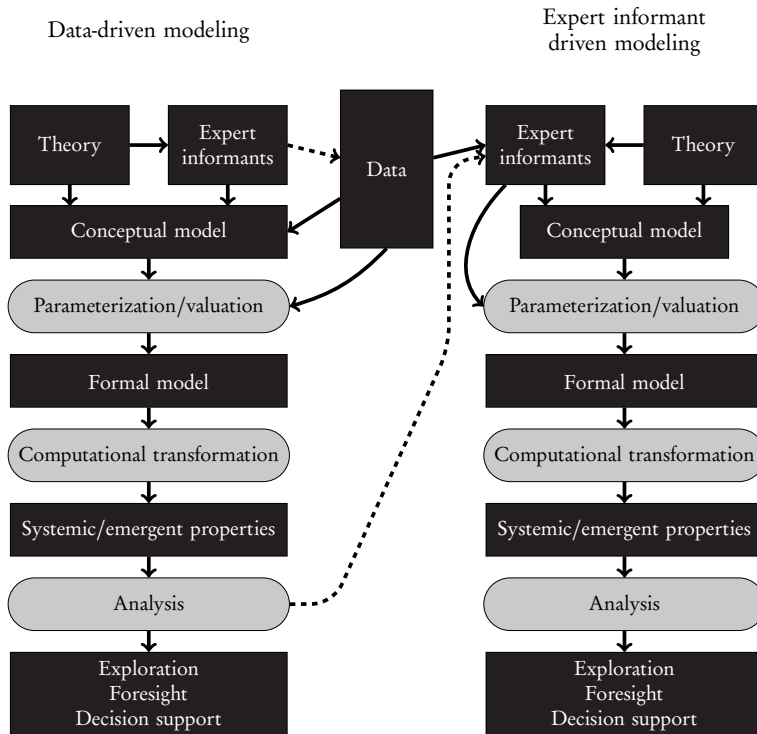 Data-driven modeling
Expert informant
driven modeling
Theory
Expert
informants
Data
Expert
informants
Theory
Conceptual model
Conceptual model
Parameterization/valuation
Parameterization/valuation
Formal model
Formal model
Computational transformation
Computational transformation
Systemic/emergent properties
Systemic/emergent properties
Analysis
Analysis
Exploration
Foresight
Decision support
Exploration
Foresight
Decision support